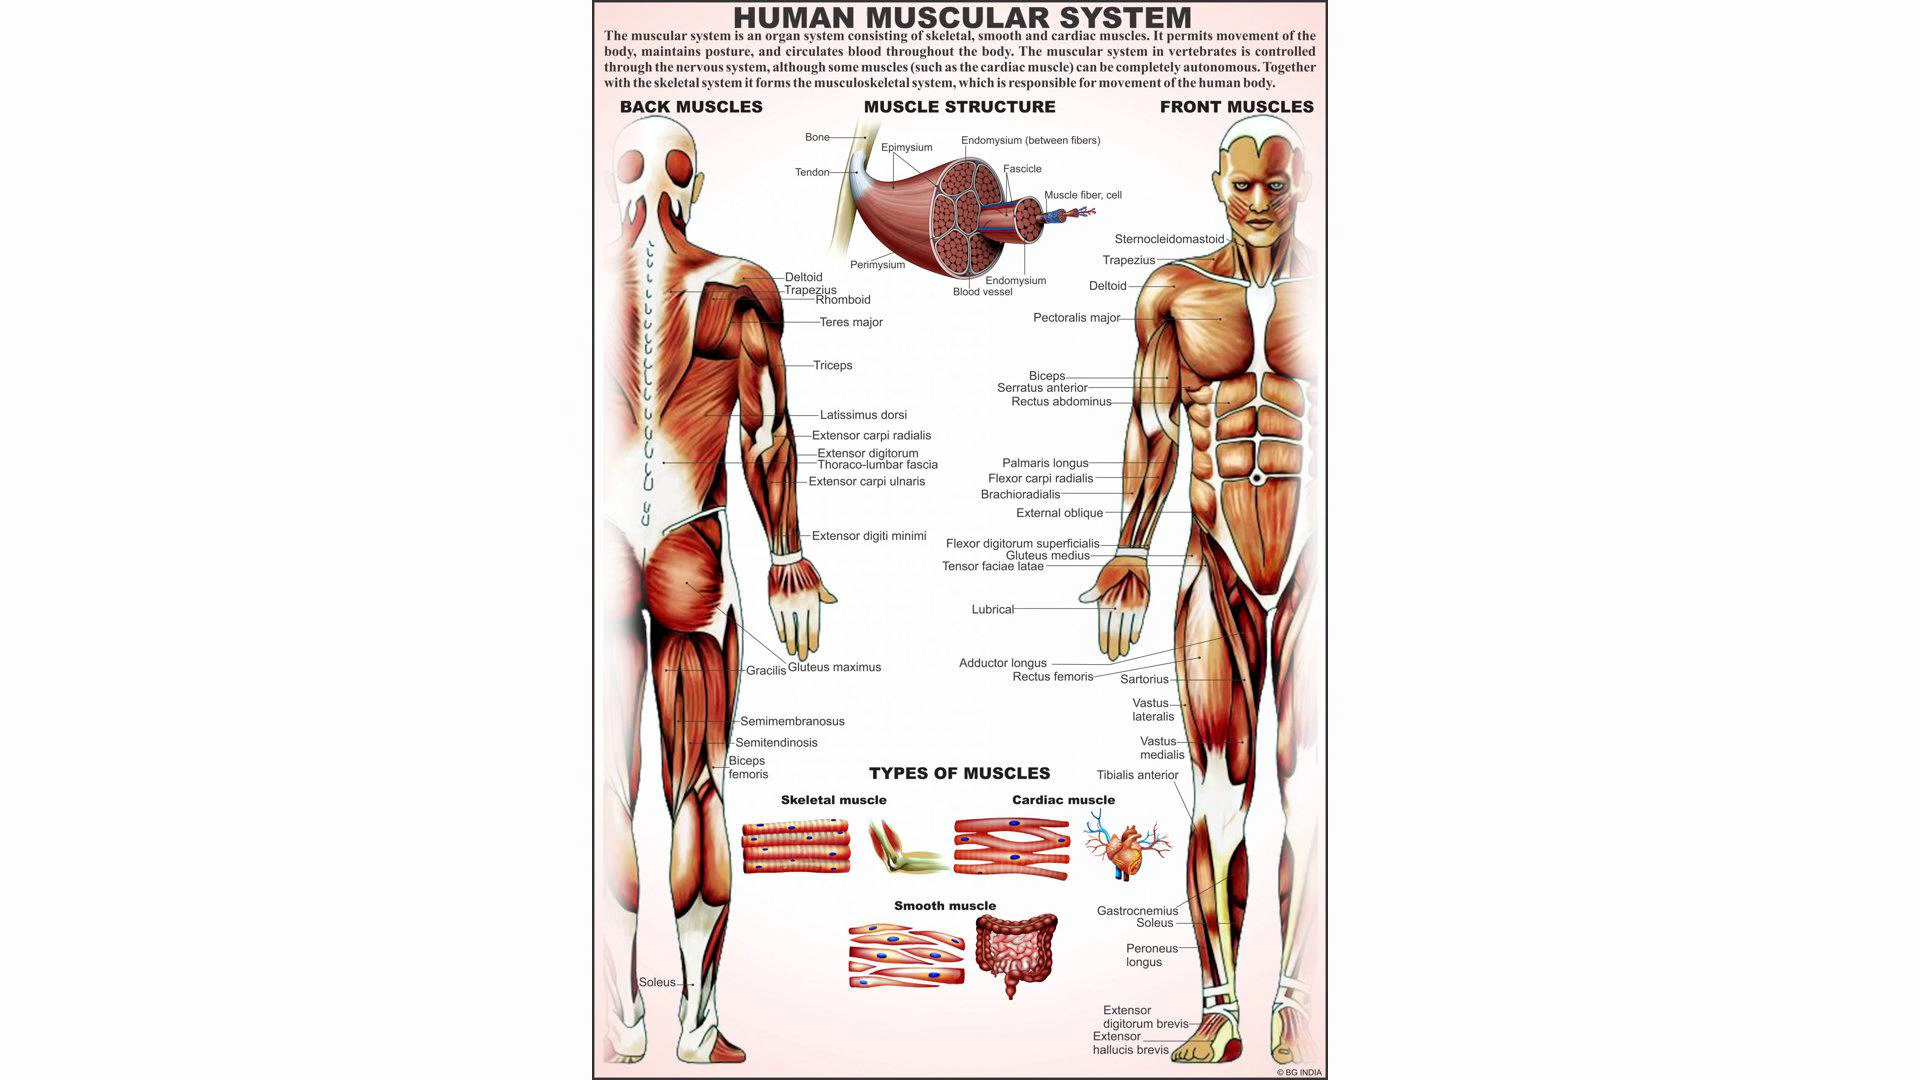 HUMAN MUSCULAR SYSTEM
The muscular system is an organ system consisting of skeletal, smooth and cardiac muscles. It permits movement of the
body, maintains posture, and circulates blood throughout the body. The muscular system in vertebrates is controlled
through the nervous system, although some muscles (such as the cardiac muscle) can be completely autonomous. Together
with the skeletal system it forms the musculoskeletal system, which is responsible for movement of the human body.
BACK MUSCLES
Deltoid
Trapezius
Rhomboid
Teres major
Triceps
Latissimus dorsi
Extensor carpi radialis
Extensor digitorum
Thoraco-lumbar fascia
Extensor carpi ulnaris
Extensor digiti minimi
Gluteus maximus
Gracilis
Semimembranosus
Semitendinosis
Biceps
femoris
Soleus
MUSCLE STRUCTURE
Bone
Epimysium
Endomysium (between fibers)
Tendon
Fascicle
Muscle fiber, cell
Perimysium
Endomysium
Blood vessel
FRONT MUSCLES
Sternocleidomastoid
Trapezius
Deltoid
Pectoralis major
Biceps
Serratus anterior
Rectus abdominus
Palmaris longus
Flexor carpi radialis
Brachioradialis
External oblique
Flexor digitorum superficialis
Gluteus medius
Tensor faciae latae
Lubrical
Adductor longus
Rectus femoris
Sartorius
Vastus
lateralis
Vastus
medialis
Tibialis anterior
Gastrocnemius
Soleus
Peroneus
longus
Extensor
digitorum brevis
Extensor
hallucis brevis
TYPES OF MUSCLES
Skeletal muscle
Cardiac muscle
Smooth muscle
© BG INDIA